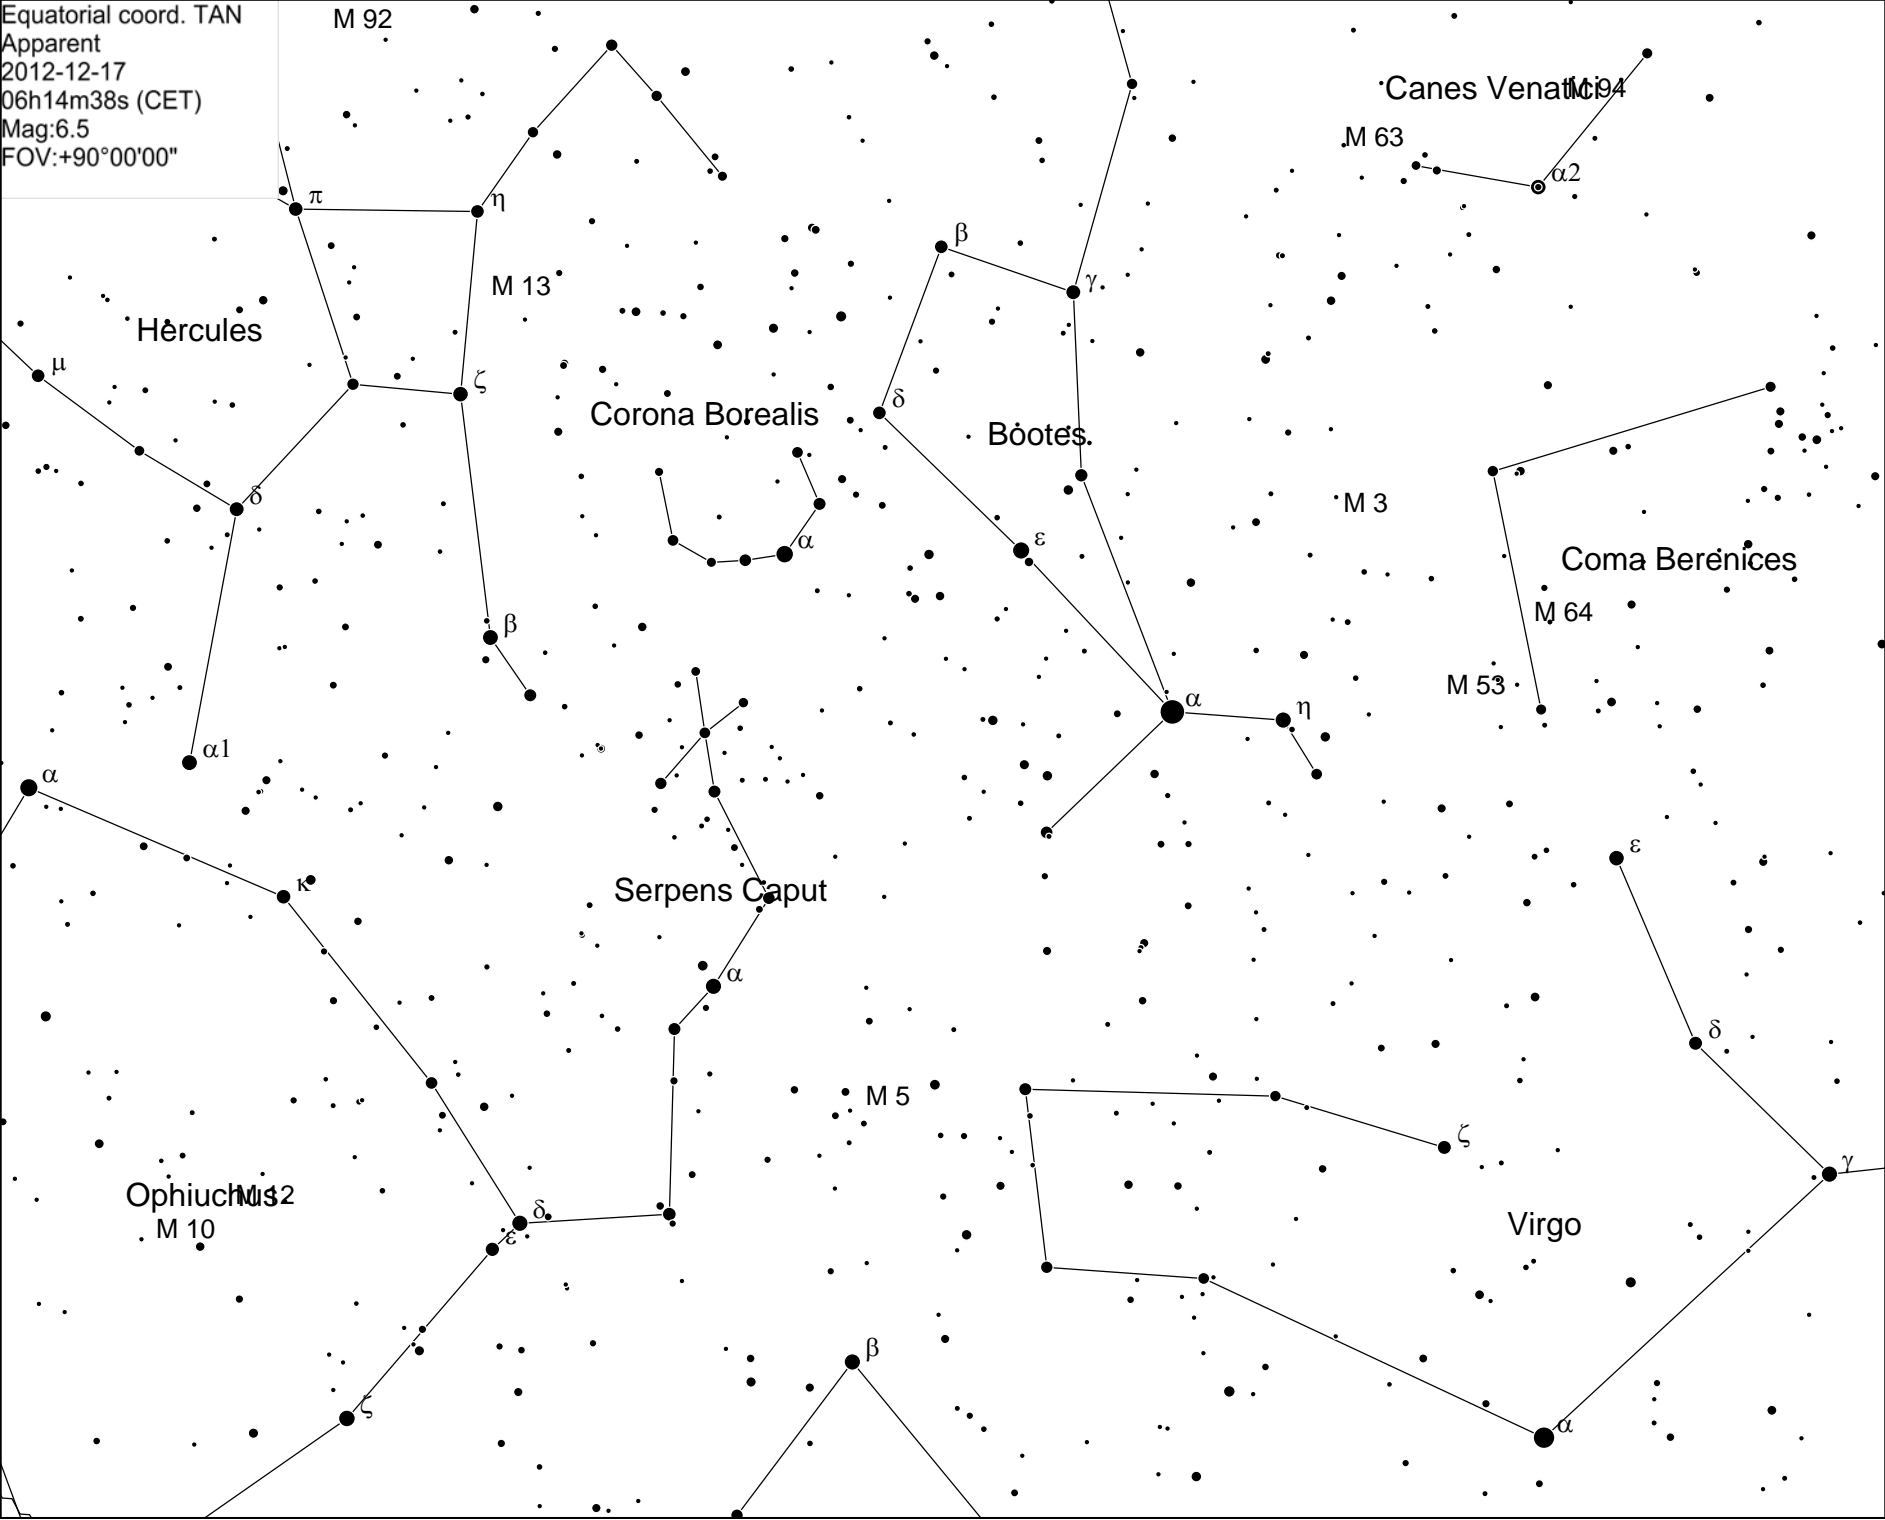 Equatorial coord. TAN
Apparent
2012-12-17
06h14m38s (CET)
Mag:6.5
FOV:+90°00'00"
M 92
Canes Venatici
M 94
M 63
α2
π
η
β
M 13
γ
Hercules
μ
ζ
Corona Borealis
δ
Bootes
δ
M 3
α
ε
Coma Berenices
M 64
β
M 53
α
η
α1
α
ε
κ
Serpens Caput
α
δ
M 5
ζ
γ
Ophiuchus
M 12
M 10
δ
ε
Virgo
β
ζ
α